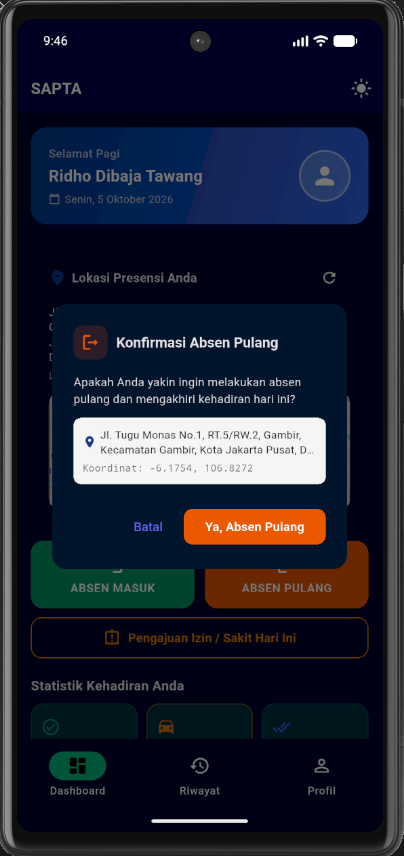 9:46
SAPTA
Selamat Pagi
Ridho Dibaja Tawang
Senin, 5 Oktober 2026
Lokasi Presensi Anda
Konfirmasi Absen Pulang
Apakah Anda yakin ingin melakukan absen
pulang dan mengakhiri kehadiran hari ini?
Jl. Tugu Monas No.1, RT.5/RW.2, Gambir,
Kecamatan Gambir, Kota Jakarta Pusat, D...
Koordinat: -6.1754, 106.8272
Batal
Ya, Absen Pulang
ABSEN MASUK
ABSEN PULANG
Pengajuan Izin / Sakit Hari Ini
Statistik Kehadiran Anda
Dashboard
Riwayat
Profil